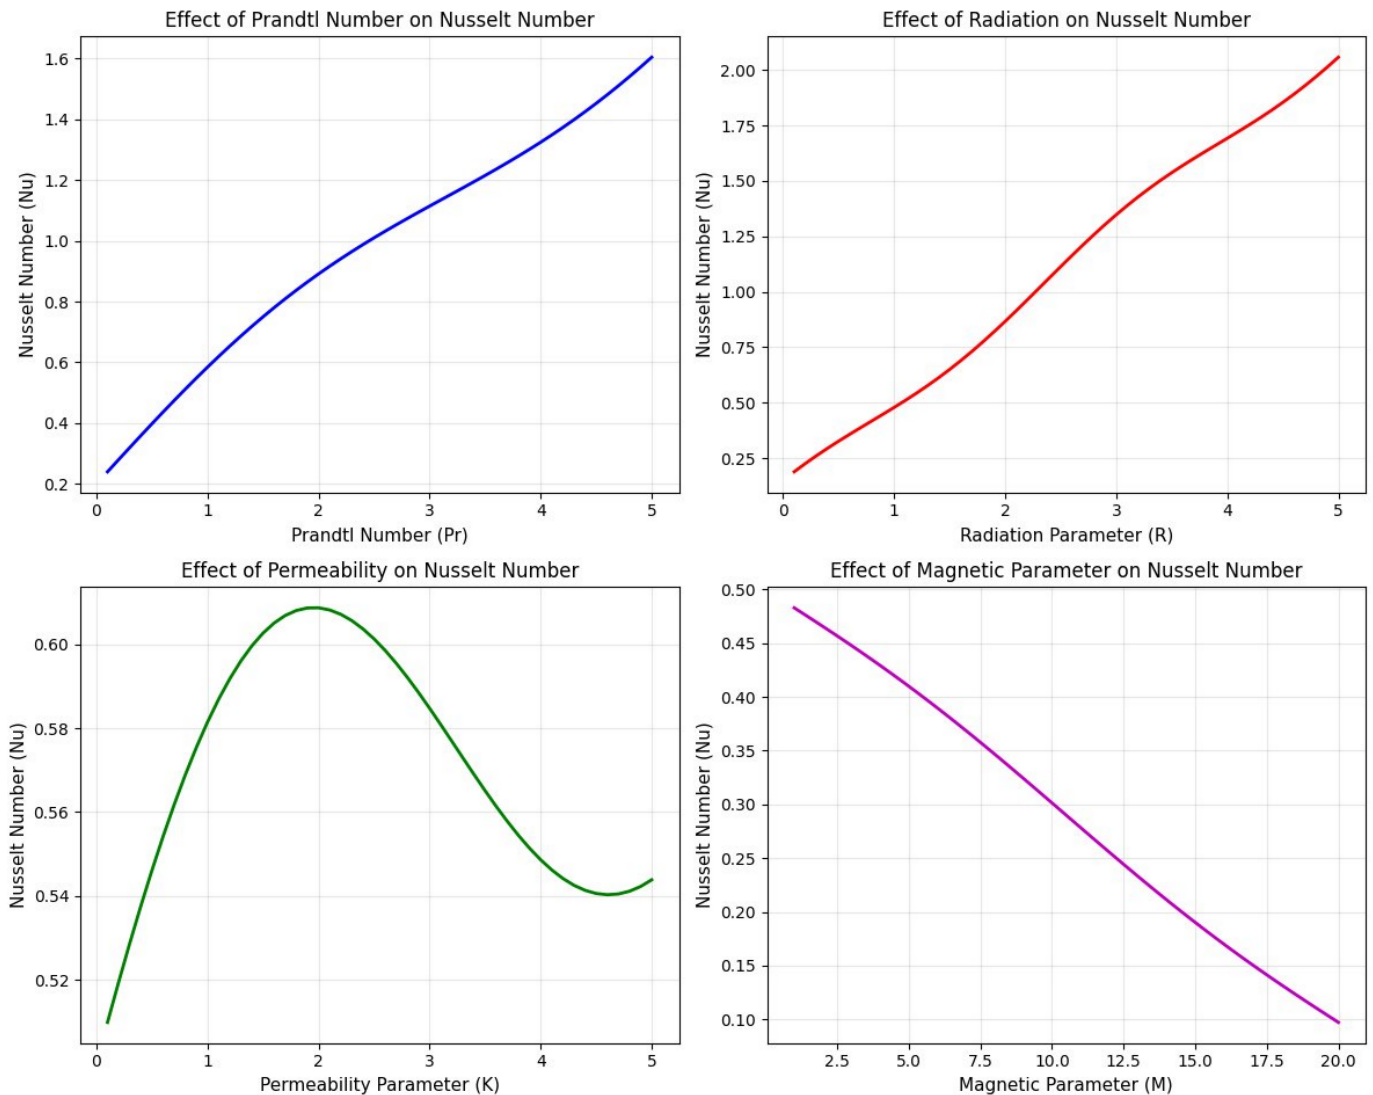 Effect of Prandtl Number on Nusselt Number
1.6
1.4
1.2
1.0
0.8
0.6
0.4
0.2
Nusselt Number (Nu)
0 1 2 3 4 5
Prandtl Number (Pr)
Effect of Radiation on Nusselt Number
2.00
1.75
1.50
1.25
1.00
0.75
0.50
0.25
Nusselt Number (Nu)
0 1 2 3 4 5
Radiation Parameter (R)
Effect of Permeability on Nusselt Number
0.60
0.58
0.56
0.54
0.52
Nusselt Number (Nu)
0 1 2 3 4 5
Permeability Parameter (K)
Effect of Magnetic Parameter on Nusselt Number
0.50
0.45
0.40
0.35
0.30
0.25
0.20
0.15
0.10
Nusselt Number (Nu)
2.5 5.0 7.5 10.0 12.5 15.0 17.5 20.0
Magnetic Parameter (M)